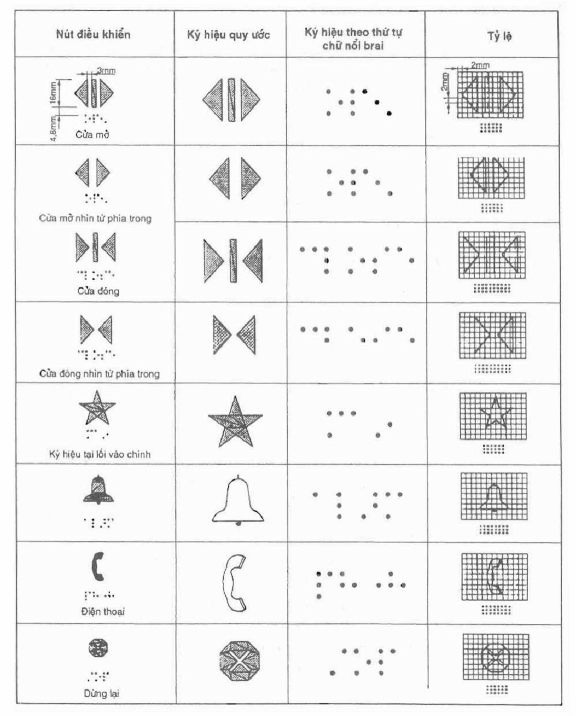 Nút điều khiển
Ký hiệu quy ước
Ký hiệu theo thứ tự
chữ nổi brai
Tỷ lệ
3mm
16mm
4,8mm
Cửa mở
2mm
2mm
Cửa mở nhìn từ phía trong
Cửa đóng
Cửa đóng nhìn từ phía trong
Ký hiệu tại lối vào chính
Điện thoại
Dừng lại